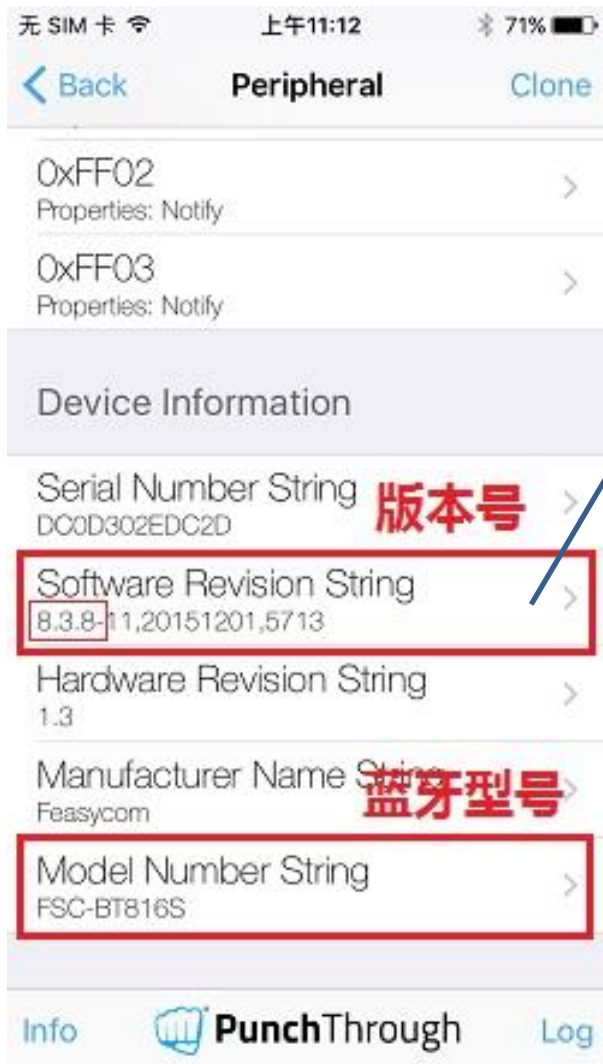 无 SIM 卡 上午11:12 71%
Back Peripheral Clone
0xFF02
Properties: Notify
0xFF03
Properties: Notify
Device Information
Serial Number String
DC0D302EDC2D
版本号
Software Revision String
8.3.8-11,20151201,5713
Hardware Revision String
1.3
Manufacturer Name String
Feasycom
蓝牙型号
Model Number String
FSC-BT816S
Info PunchThrough Log